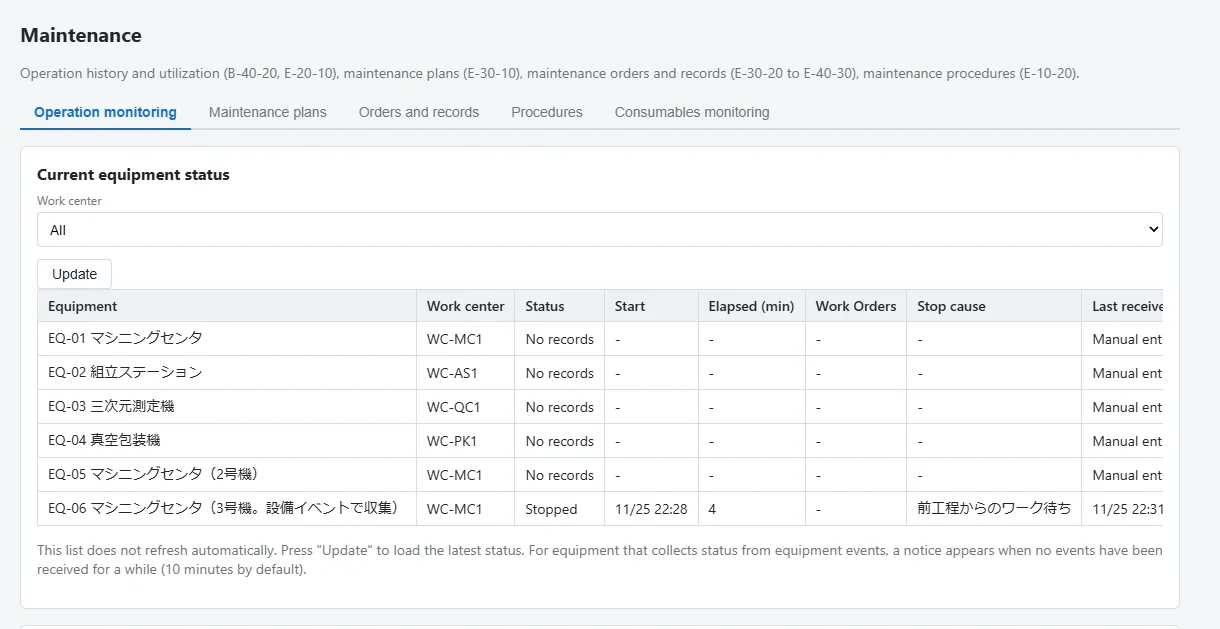 Maintenance
Operation history and utilization (B-40-20, E-20-10), maintenance plans (E-30-10), maintenance orders and records (E-30-20 to E-40-30), maintenance procedures (E-10-20).
Operation monitoring Maintenance plans Orders and records Procedures Consumables monitoring
Current equipment status
Work center
All
Update
Equipment Work center Status Start Elapsed (min) Work Orders Stop cause Last receive
EQ-01 マシニングセンタ WC-MC1 No records - - - - Manual ent
EQ-02 組立ステーション WC-AS1 No records - - - - Manual ent
EQ-03 三次元測定機 WC-QC1 No records - - - - Manual ent
EQ-04 真空包装機 WC-PK1 No records - - - - Manual ent
EQ-05 マシニングセンタ（2号機） WC-MC1 No records - - - - Manual ent
EQ-06 マシニングセンタ（3号機。設備イベントで収集） WC-MC1 Stopped 11/25 22:28 4 - 前工程からのワーク待ち 11/25 22:31
This list does not refresh automatically. Press "Update" to load the latest status. For equipment that collects status from equipment events, a notice appears when no events have been
received for a while (10 minutes by default).